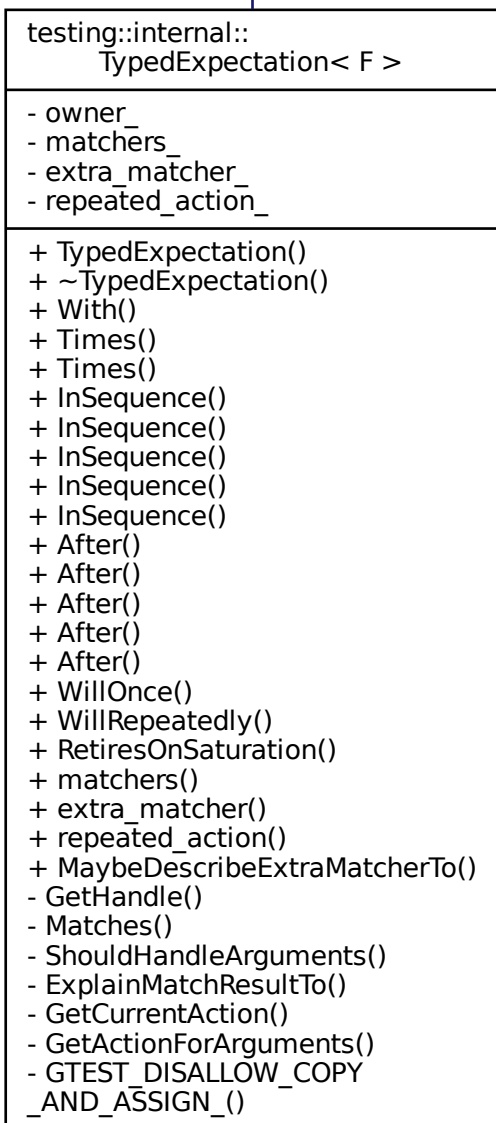 testing::internal::
TypedExpectation< F >
- owner_
- matchers_
- extra_matcher_
- repeated_action_
+ TypedExpectation()
+ ~TypedExpectation()
+ With()
+ Times()
+ Times()
+ InSequence()
+ InSequence()
+ InSequence()
+ InSequence()
+ InSequence()
+ After()
+ After()
+ After()
+ After()
+ After()
+ WillOnce()
+ WillRepeatedly()
+ RetiresOnSaturation()
+ matchers()
+ extra_matcher()
+ repeated_action()
+ MaybeDescribeExtraMatcherTo()
- GetHandle()
- Matches()
- ShouldHandleArguments()
- ExplainMatchResultTo()
- GetCurrentAction()
- GetActionForArguments()
- GTEST_DISALLOW_COPY
_AND_ASSIGN_()